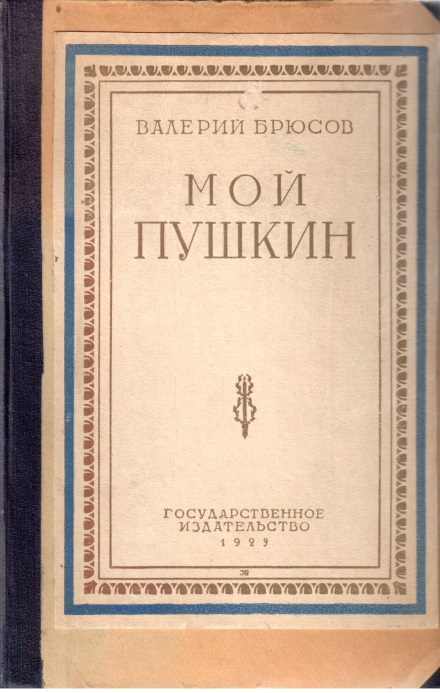 ВАЛЕРИЙ БРЮСОВ
МОЙ
ПУШКИН
ГОСУДАРСТВЕННОЕ
ИЗДАТЕЛЬСТВО
1929